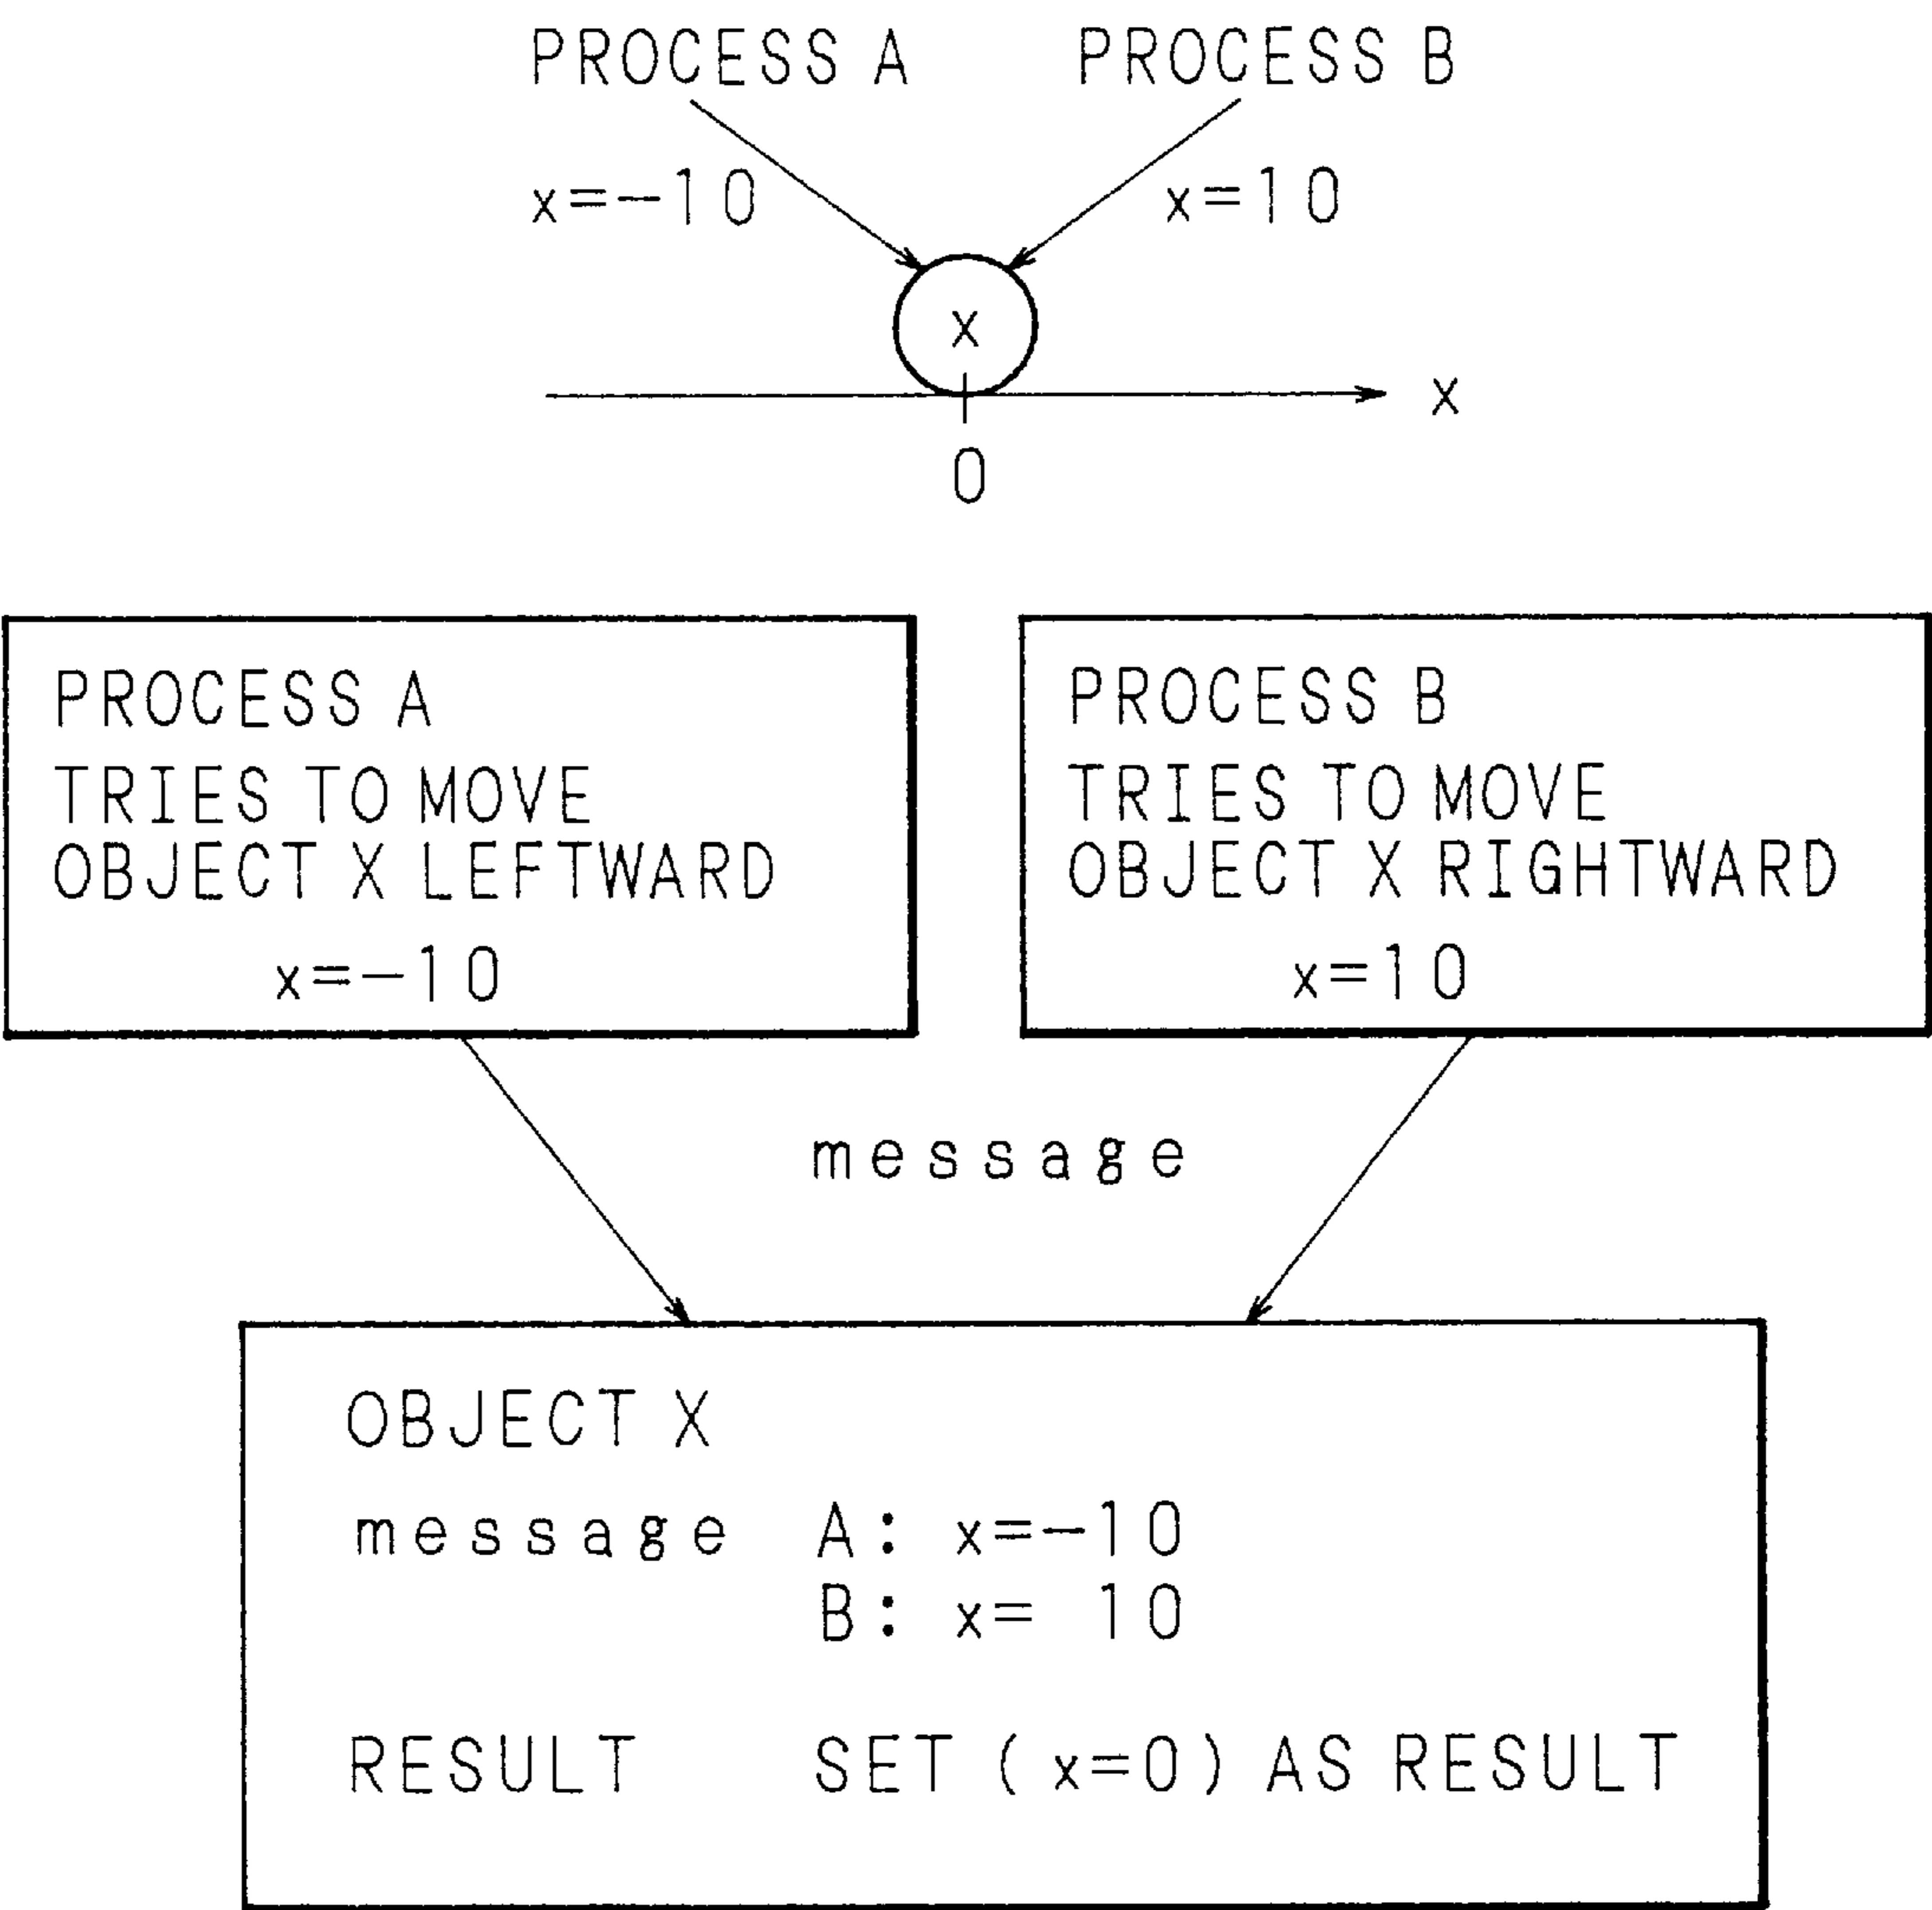 PROCESS A PROCESS B
x=-10 x=10
x
x
0
PROCESS A
TRIES TO MOVE
OBJECT X LEFTWARD
x=-10
PROCESS B
TRIES TO MOVE
OBJECT X RIGHTWARD
x=10
message
OBJECT X
message A: x=-10
B: x= 10
RESULT SET (x=0) AS RESULT